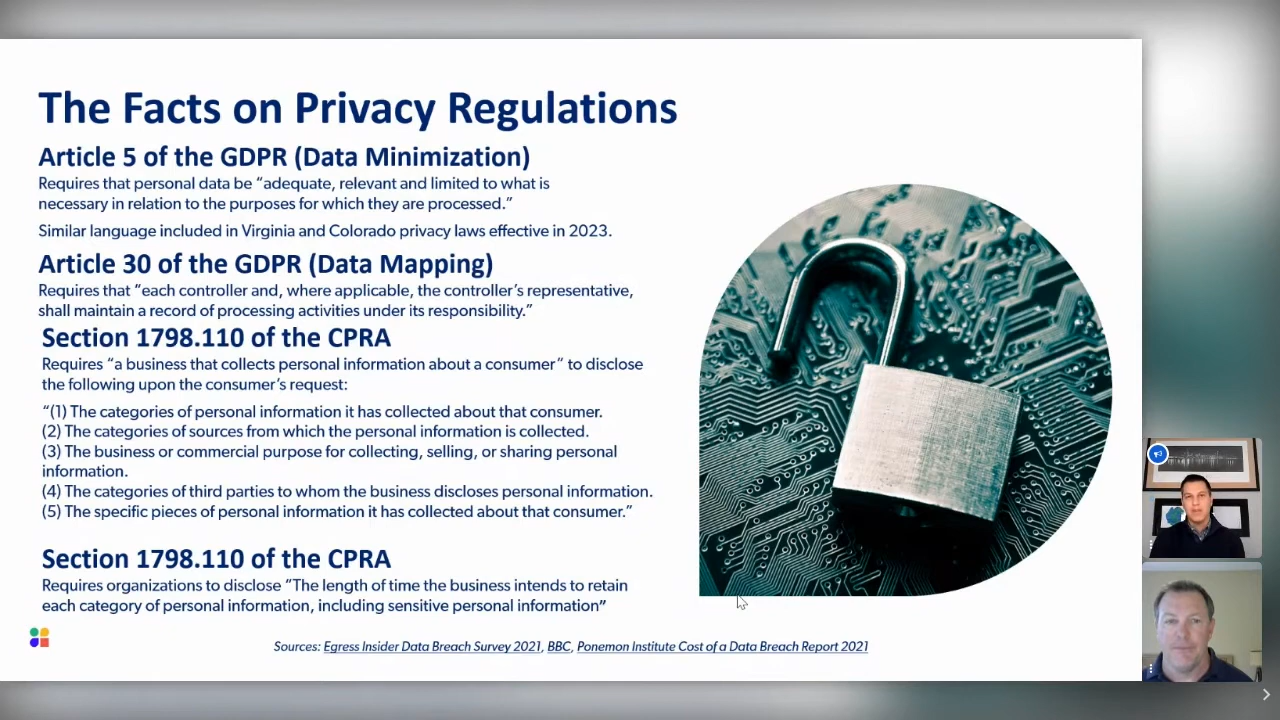 The Facts on Privacy Regulations
Article 5 of the GDPR (Data Minimization)
Requires that personal data be “adequate, relevant and limited to what is
necessary in relation to the purposes for which they are processed.”
Similar language included in Virginia and Colorado privacy laws effective in 2023.
Article 30 of the GDPR (Data Mapping)
Requires that “each controller and, where applicable, the controller’s representative,
shall maintain a record of processing activities under its responsibility.”
Section 1798.110 of the CPRA
Requires “a business that collects personal information about a consumer” to disclose
the following upon the consumer’s request:
“(1) The categories of personal information it has collected about that consumer.
(2) The categories of sources from which the personal information is collected.
(3) The business or commercial purpose for collecting, selling, or sharing personal
information.
(4) The categories of third parties to whom the business discloses personal information.
(5) The specific pieces of personal information it has collected about that consumer.”
Section 1798.110 of the CPRA
Requires organizations to disclose “The length of time the business intends to retain
each category of personal information, including sensitive personal information”
Sources: Egress Insider Data Breach Survey 2021, BBC, Ponemon Institute Cost of a Data Breach Report 2021